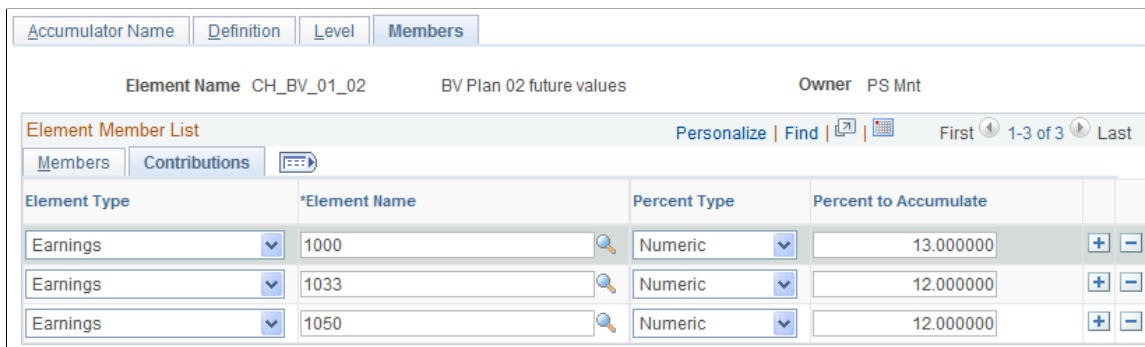 Accumulator Name Definition Level Members
Element Name CH_BV_01_02 BV Plan 02 future values Owner PS Mnt
Element Member List Personalize | Find | | First 1-3 of 3 Last
Members Contributions
Element Type *Element Name Percent Type Percent to Accumulate
Earnings 1000 Numeric 13.000000 + -
Earnings 1033 Numeric 12.000000 + -
Earnings 1050 Numeric 12.000000 + -